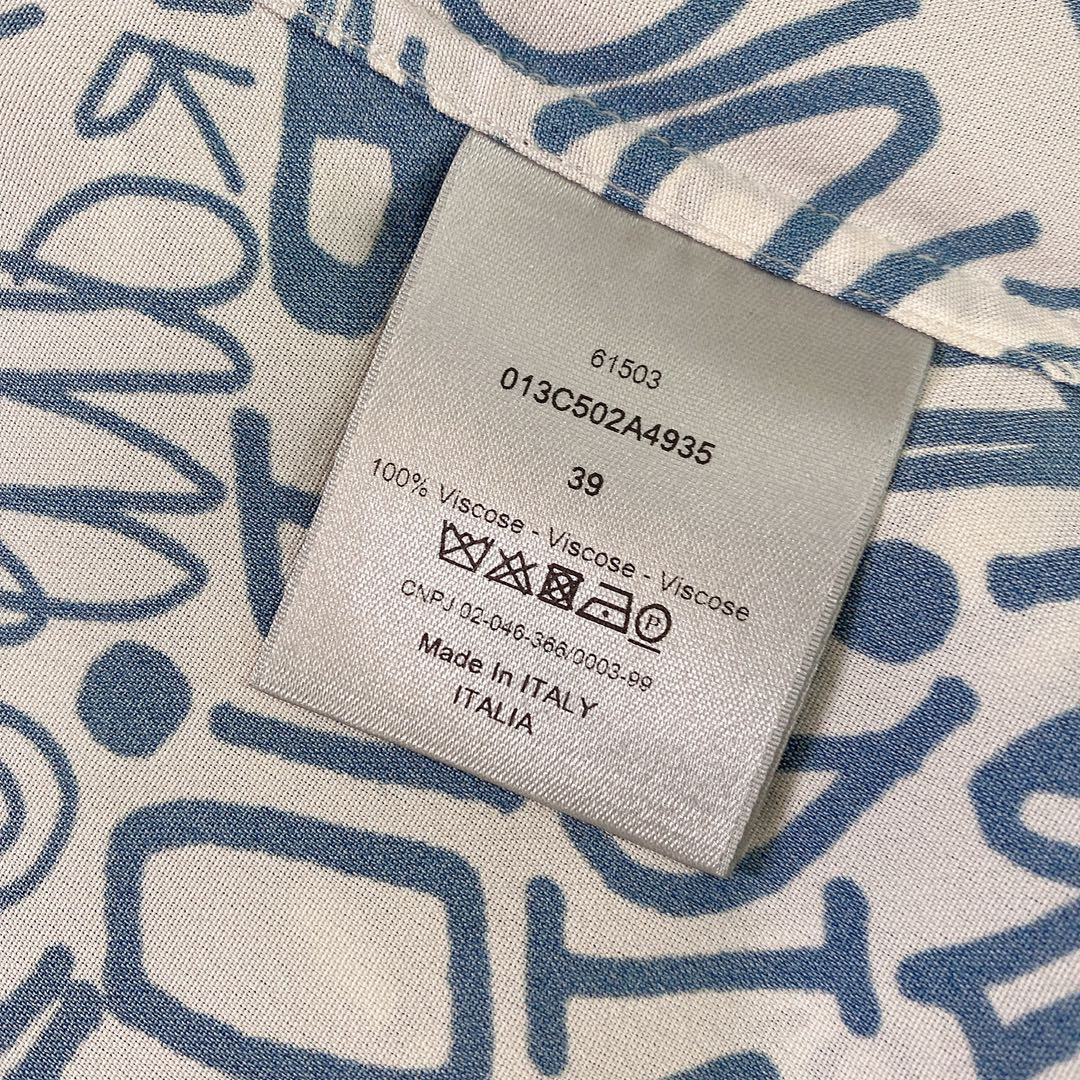 61503
013C502A4935
39
100% Viscose - Viscose - Viscose
P
CNPJ 02-046-366/0003-99
Made In ITALY
ITALIA